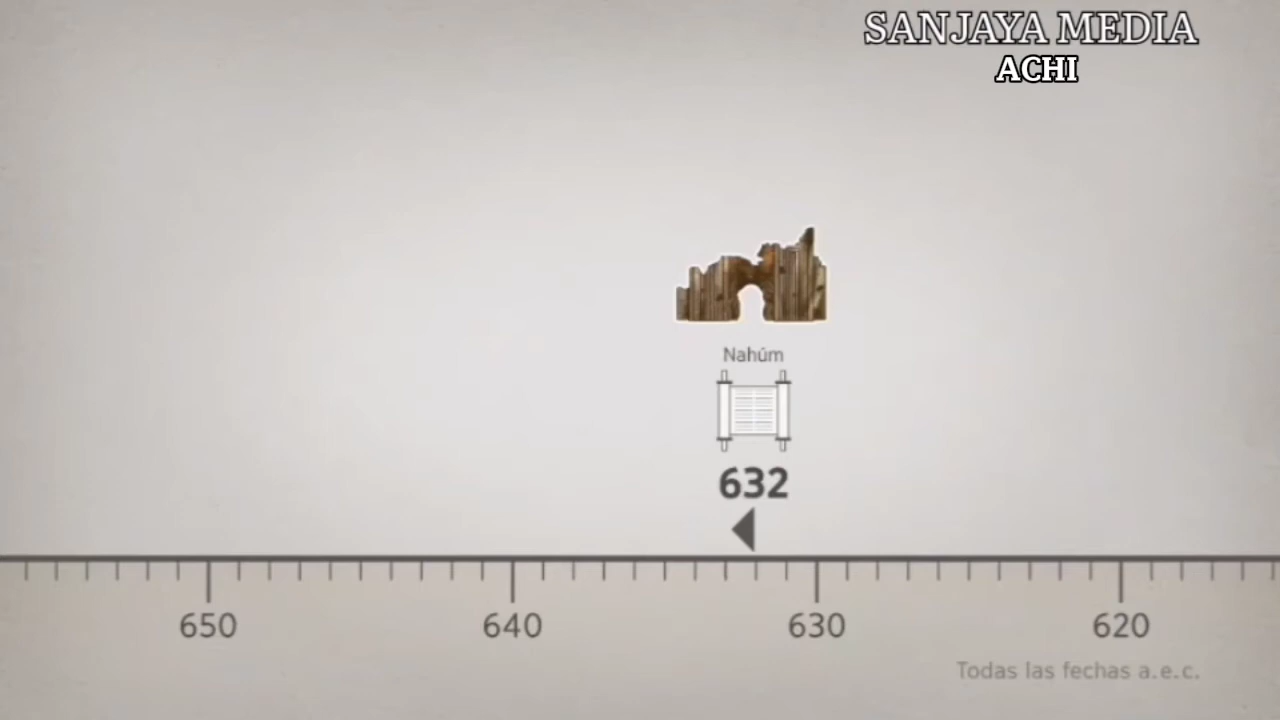 SANJAYA MEDIA
ACHI
Nahúm
632
650 640 630 620
Todas las fechas a.e.c.